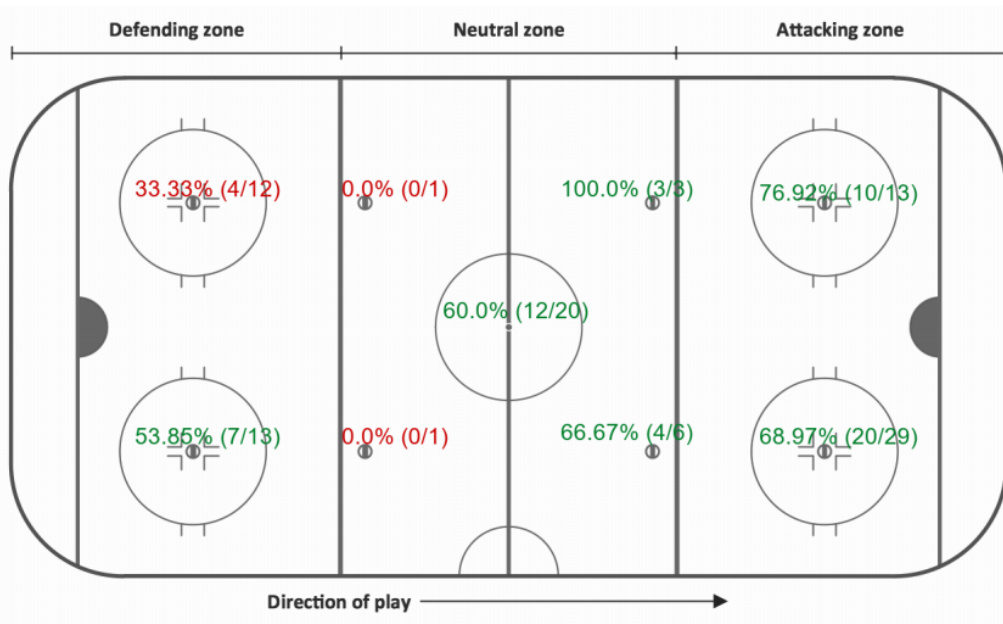 Defending zone
Neutral zone
Attacking zone
33.33% (4/12)
0.0% (0/1)
100.0% (3/3)
76.92% (10/13)
60.0% (12/20)
53.85% (7/13)
0.0% (0/1)
66.67% (4/6)
68.97% (20/29)
Direction of play